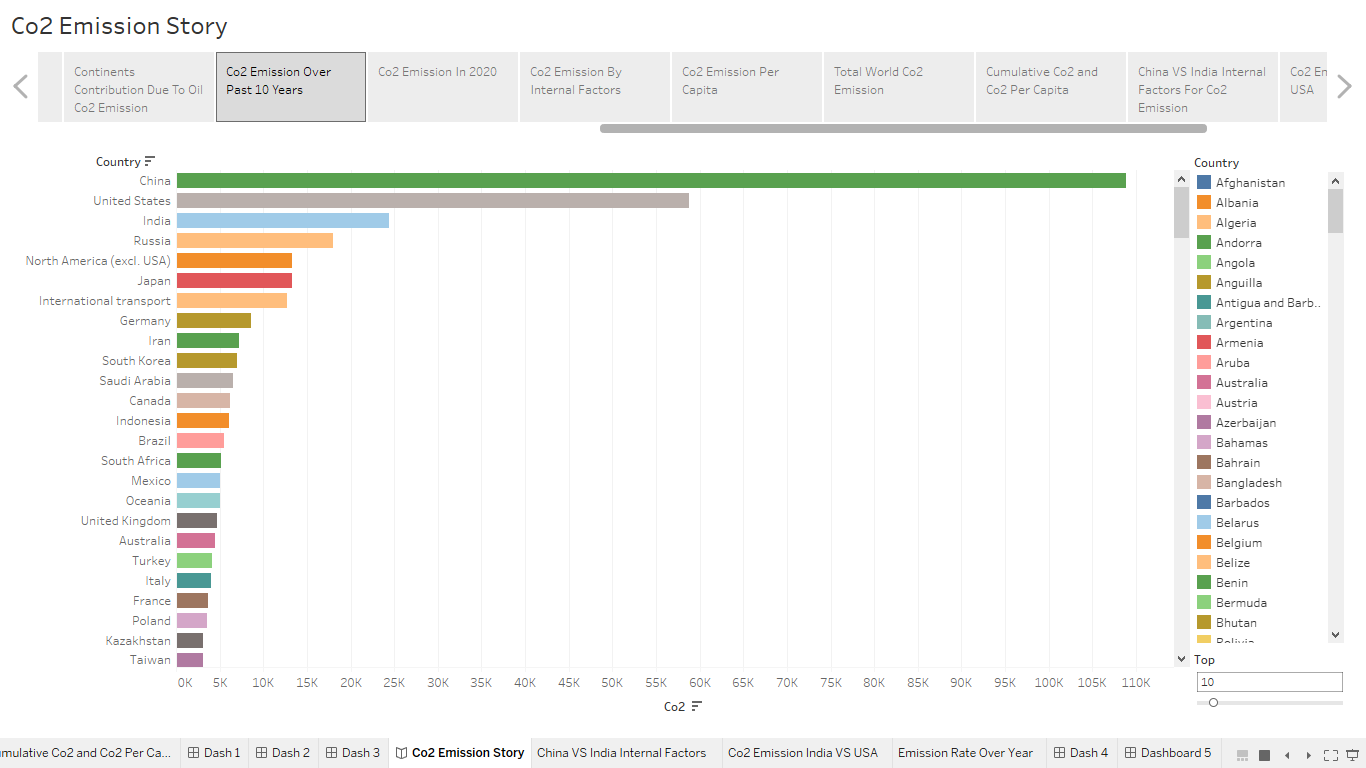 Co2 Emission Story
Continents
Contribution Due To Oil
Co2 Emission
Co2 Emission Over
Past 10 Years
Co2 Emission In 2020
Co2 Emission By
Internal Factors
Co2 Emission Per
Capita
Total World Co2
Emission
Cumulative Co2 and
Co2 Per Capita
China VS India Internal
Factors For Co2
Emission
Co2 En
USA
Country
China
United States
India
Russia
North America (excl. USA)
Japan
International transport
Germany
Iran
South Korea
Saudi Arabia
Canada
Indonesia
Brazil
South Africa
Mexico
Oceania
United Kingdom
Australia
Turkey
Italy
France
Poland
Kazakhstan
Taiwan
0K 5K 10K 15K 20K 25K 30K 35K 40K 45K 50K 55K 60K 65K 70K 75K 80K 85K 90K 95K 100K 105K 110K
Co2
Country
Afghanistan
Albania
Algeria
Andorra
Angola
Anguilla
Antigua and Barb..
Argentina
Armenia
Aruba
Australia
Austria
Azerbaijan
Bahamas
Bahrain
Bangladesh
Barbados
Belarus
Belgium
Belize
Benin
Bermuda
Bhutan
Bolivia
Top
10
umulative Co2 and Co2 Per Ca... Dash 1 Dash 2 Dash 3 Co2 Emission Story China VS India Internal Factors Co2 Emission India VS USA Emission Rate Over Year Dash 4 Dashboard 5